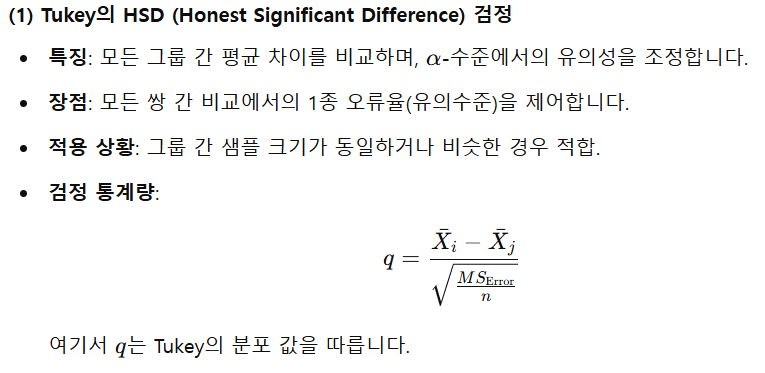 (1) Tukey의 HSD (Honest Significant Difference) 검정
• 특징: 모든 그룹 간 평균 차이를 비교하며, α-수준에서의 유의성을 조정합니다.
• 장점: 모든 쌍 간 비교에서의 1종 오류율(유의수준)을 제어합니다.
• 적용 상황: 그룹 간 샘플 크기가 동일하거나 비슷한 경우 적합.
• 검정 통계량:
q = \frac{\bar{X}_i - \bar{X}_j}{\sqrt{\frac{MS_{\text{Error}}}{n}}}
여기서 q는 Tukey의 분포 값을 따릅니다.